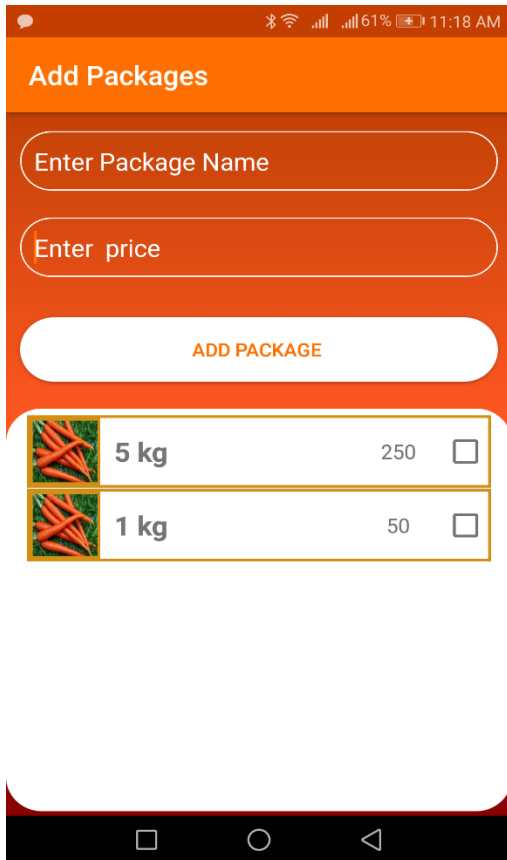 61% 11:18 AM
Add Packages
Enter Package Name
Enter  price
ADD PACKAGE
5 kg 250
1 kg 50